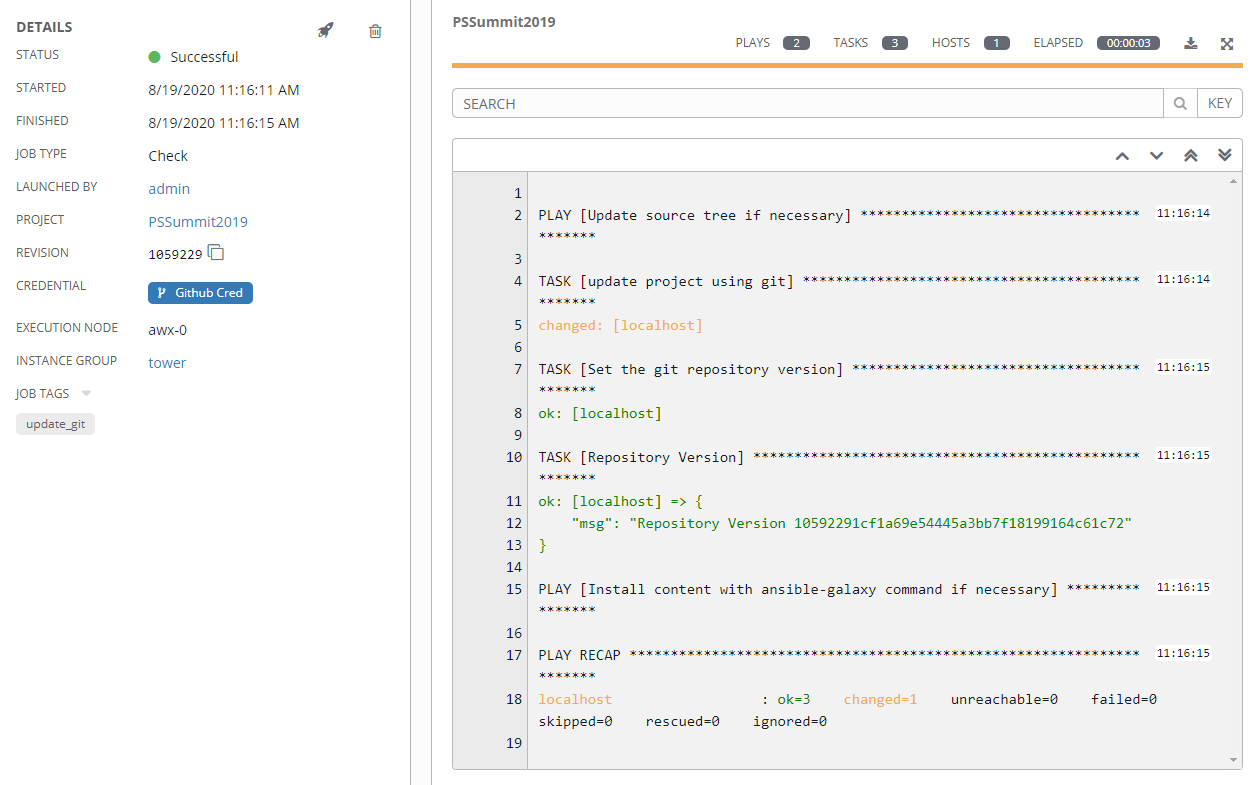 DETAILS
STATUS
Successful
STARTED
8/19/2020 11:16:11 AM
FINISHED
8/19/2020 11:16:15 AM
JOB TYPE
Check
LAUNCHED BY
admin
PROJECT
PSSummit2019
REVISION
1059229
CREDENTIAL
Github Cred
EXECUTION NODE
awx-0
INSTANCE GROUP
tower
JOB TAGS
update_git
PSSummit2019
PLAYS 2 TASKS 3 HOSTS 1 ELAPSED 00:00:03
SEARCH KEY
1
2 PLAY [Update source tree if necessary] ********************************** 11:16:14
*******
3
4 TASK [update project using git] ***************************************** 11:16:14
*******
5 changed: [localhost]
6
7 TASK [Set the git repository version] *********************************** 11:16:15
*******
8 ok: [localhost]
9
10 TASK [Repository Version] *********************************************** 11:16:15
*******
11 ok: [localhost] => {
12 "msg": "Repository Version 10592291cf1a69e54445a3bb7f18199164c61c72"
13 }
14
15 PLAY [Install content with ansible-galaxy command if necessary] ********* 11:16:15
*******
16
17 PLAY RECAP ************************************************************** 11:16:15
*******
18 localhost : ok=3 changed=1 unreachable=0 failed=0
skipped=0 rescued=0 ignored=0
19